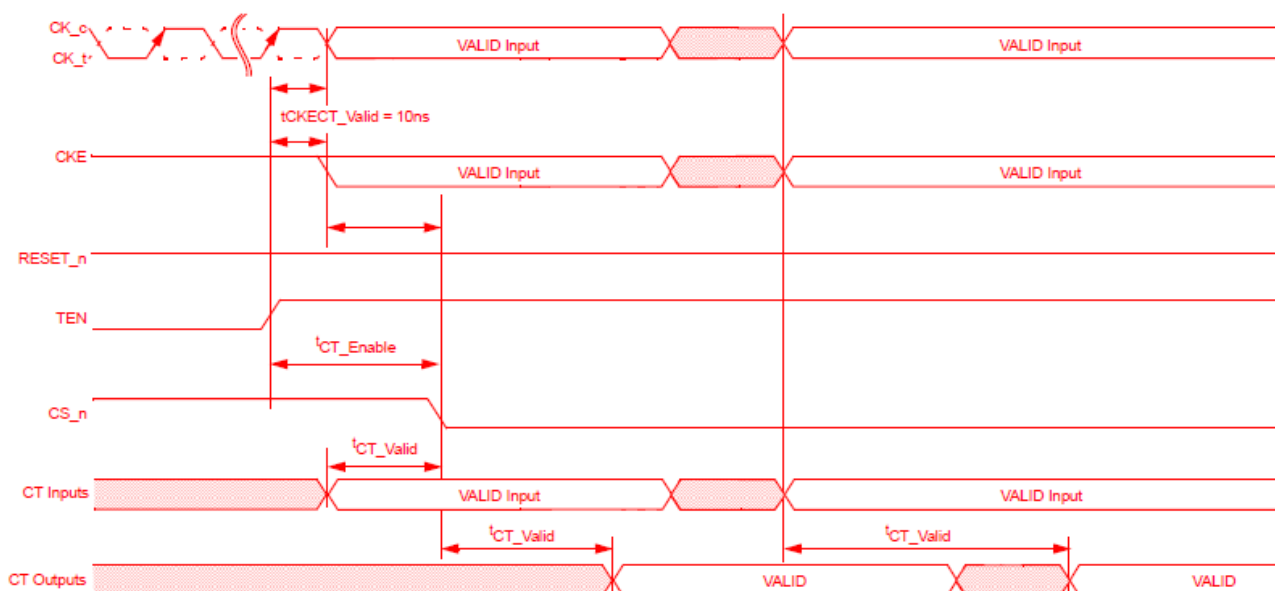 CK_c
CK_t
VALID Input
VALID Input
tCKECT_Valid = 10ns
CKE
VALID Input
VALID Input
RESET_n
TEN
tCT_Enable
CS_n
tCT_Valid
CT Inputs
VALID Input
VALID Input
tCT_Valid
tCT_Valid
CT Outputs
VALID
VALID